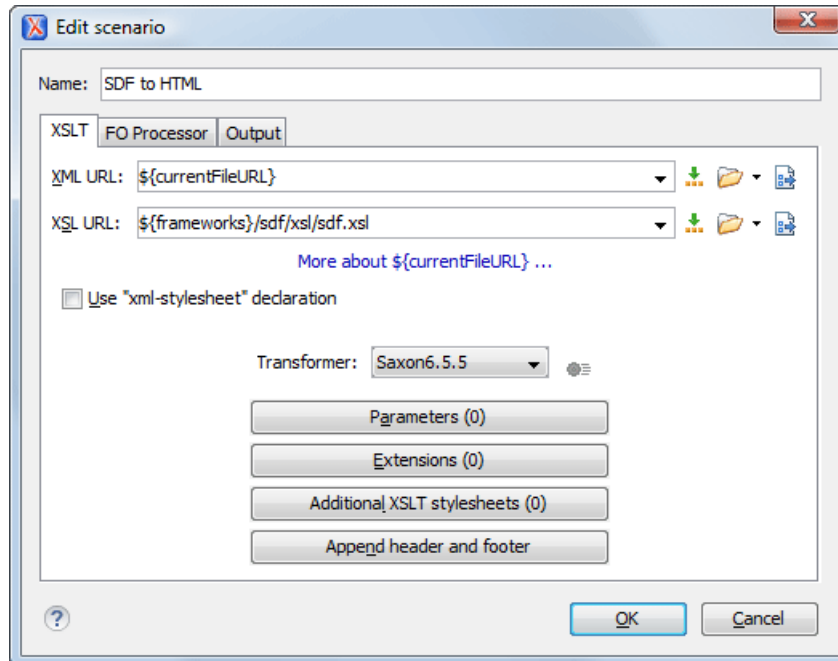 Edit scenario
Name: SDF to HTML
XSLT FO Processor Output
XML URL: ${currentFileURL}
XSL URL: ${frameworks}/sdf/xsl/sdf.xsl
More about ${currentFileURL} ...
Use "xml-stylesheet" declaration
Transformer: Saxon6.5.5
Parameters (0)
Extensions (0)
Additional XSLT stylesheets (0)
Append header and footer
? OK Cancel